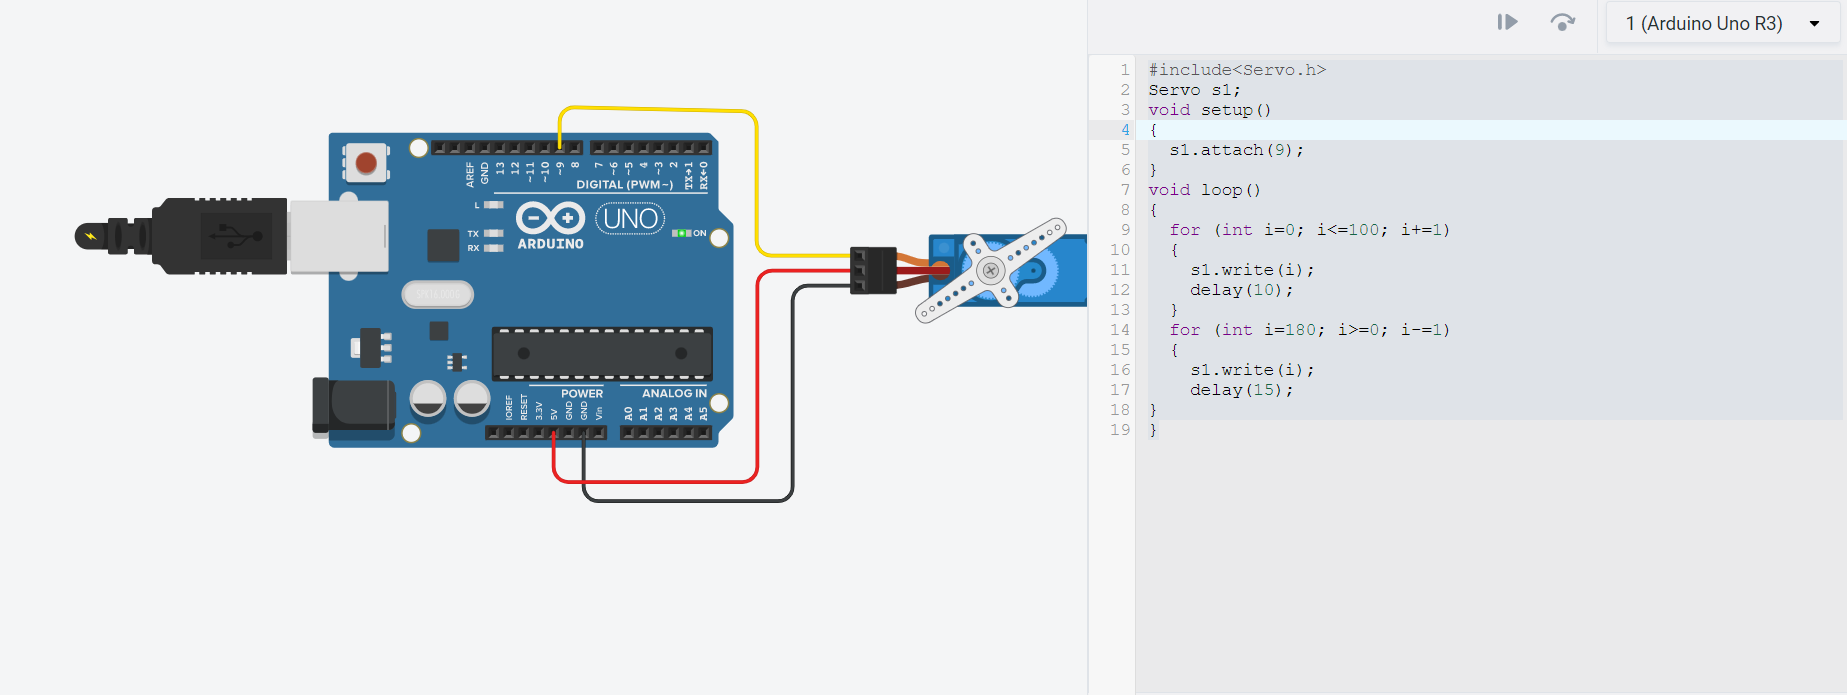 1 (Arduino Uno R3)
AREF
GND
13
12
~11
~10
~9
8
7
~6
~5
4
~3
2
TX→1
RX←0
DIGITAL (PWM~)
L
TX
RX
ARDUINO
UNO
ON
POWER
ANALOG IN
IOREF
RESET
3.3V
5V
GND
GND
Vin
A0
A1
A2
A3
A4
A5
1 #include<Servo.h>
2 Servo s1;
3 void setup()
4 {
5 s1.attach(9);
6 }
7 void loop()
8 {
9 for (int i=0; i<=100; i+=1)
10 {
11 s1.write(i);
12 delay(10);
13 }
14 for (int i=180; i>=0; i-=1)
15 {
16 s1.write(i);
17 delay(15);
18 }
19 }